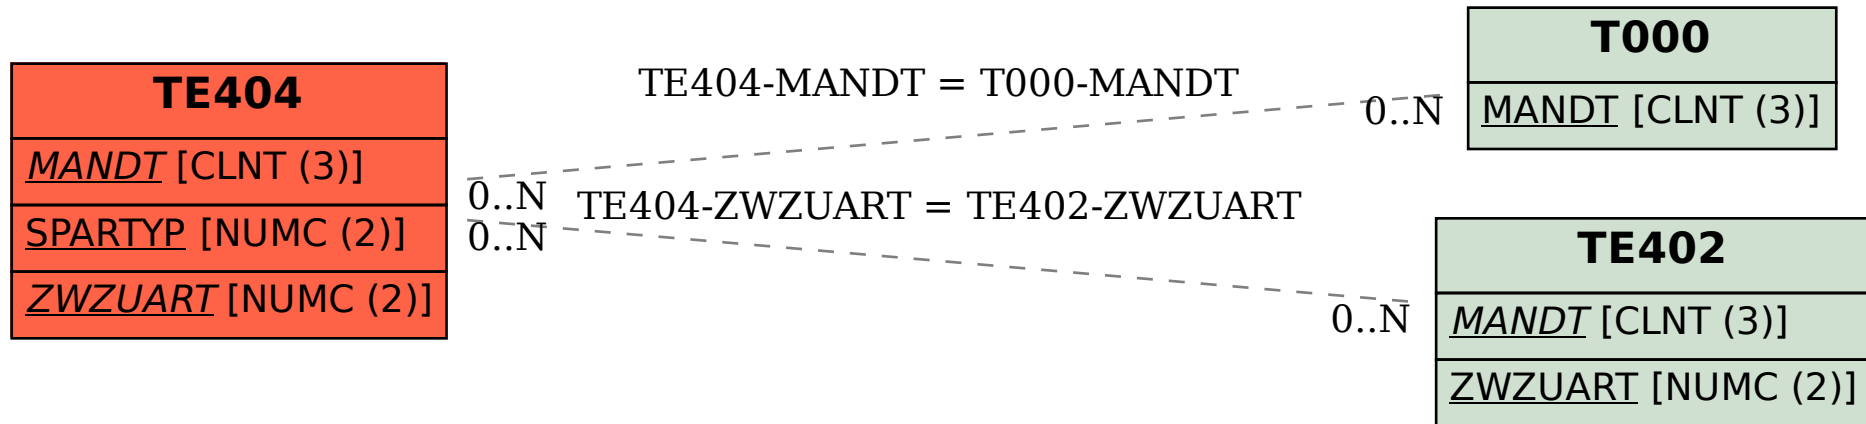 TE404
MANDT [CLNT (3)]
SPARTYP [NUMC (2)]
ZWZUART [NUMC (2)]
TE404-MANDT = T000-MANDT
0..N
0..N
TE404-ZWZUART = TE402-ZWZUART
0..N
0..N
T000
MANDT [CLNT (3)]
TE402
MANDT [CLNT (3)]
ZWZUART [NUMC (2)]